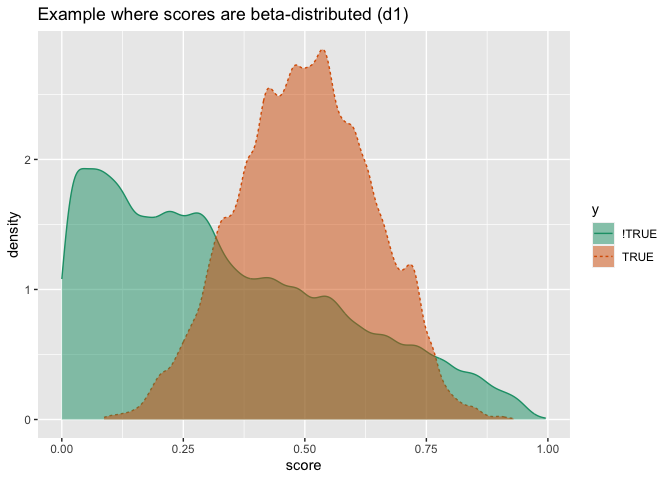 Example where scores are beta-distributed (d1)
density
2
1
0
0.00 0.25 0.50 0.75 1.00
score
y
!TRUE
TRUE